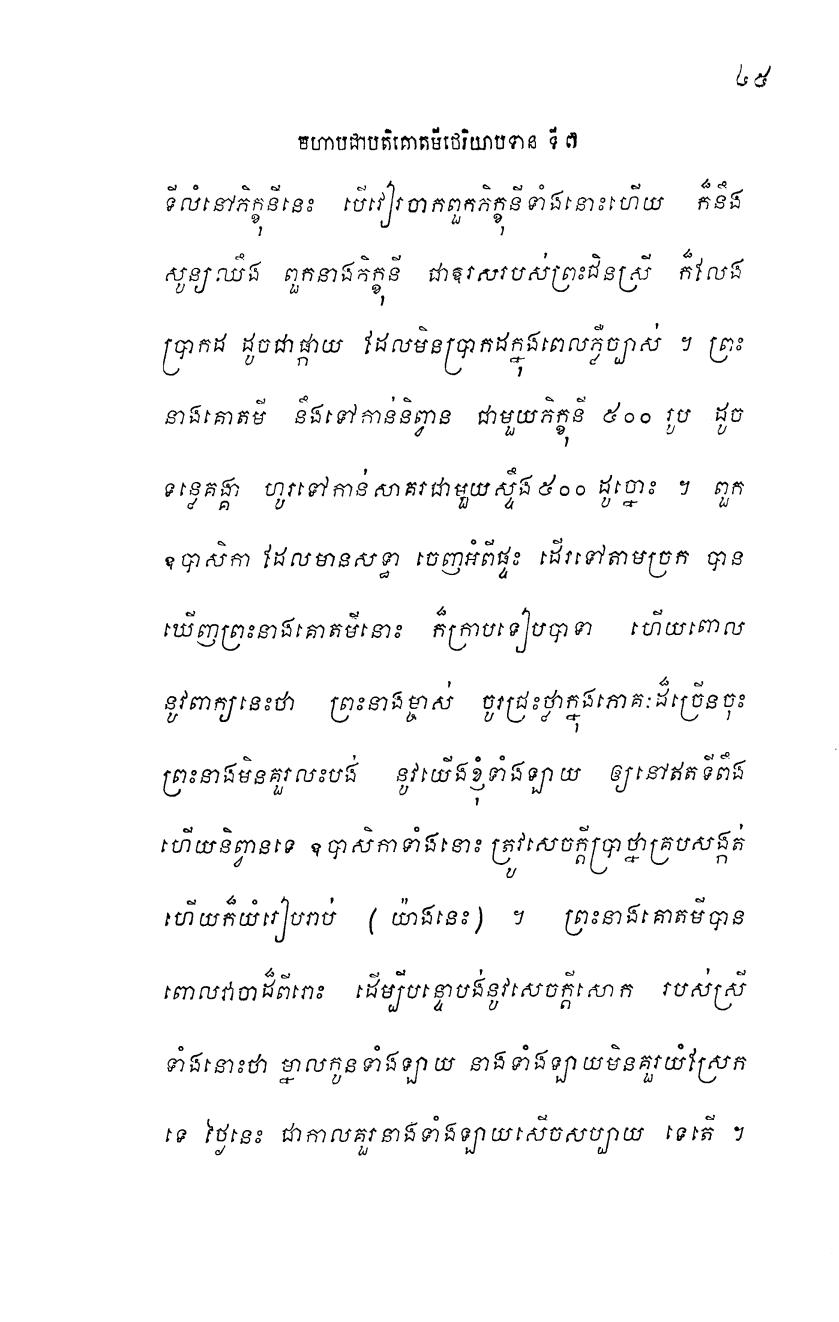 ៤៥
មហាបជាបតិគោតមីថេរិយាបទាន ទី ៧
ទីលំនៅភិក្ខុនីនេះ បើវៀរចាកពួកភិក្ខុនីទាំងនោះហើយ ក៏នឹង
សូន្យឈឹង ពួកនាងភិក្ខុនី ជាឱរសរបស់ព្រះជិនស្រី ក៏លែង
ប្រាកដ ដូចជាផ្កាយ ដែលមិនប្រាកដក្នុងពេលភ្លឺច្បាស់ ។ ព្រះ
នាងគោតមី នឹងទៅកាន់និព្វាន ជាមួយភិក្ខុនី ៥០០ រូប ដូច
ទន្លេគង្គា ហូរទៅកាន់សាគរជាមួយស្ទឹង ៥០០ ដូច្នោះ ។ ពួក
ឧបាសិកា ដែលមានសទ្ធា ចេញអំពីផ្ទះ ដើរទៅតាមច្រក បាន
ឃើញព្រះនាងគោតមីនោះ ក៏ក្រាបទៀបបាទា ហើយពោល
នូវពាក្យនេះថា ព្រះនាងម្ចាស់ ចូរជ្រះថ្លាក្នុងភោគៈដ៏ច្រើនចុះ
ព្រះនាងមិនគួរលះបង់ នូវយើងខ្ញុំទាំងឡាយ ឲ្យនៅឥតទីពឹង
ហើយនិព្វានទេ ឧបាសិកាទាំងនោះ ត្រូវសេចក្តីប្រាថ្នាគ្របសង្កត់
ហើយក៏យំរៀបរាប់ ( យ៉ាងនេះ ) ។ ព្រះនាងគោតមីបាន
ពោលវាចាដ៏ពីរោះ ដើម្បីបន្ទោបង់នូវសេចក្តីសោក របស់ស្រី
ទាំងនោះថា ម្នាលកូនទាំងឡាយ នាងទាំងឡាយមិនគួរយំស្រែក
ទេ ថ្ងៃនេះ ជាកាលគួរនាងទាំងឡាយសើចសប្បាយ ទេតើ ។